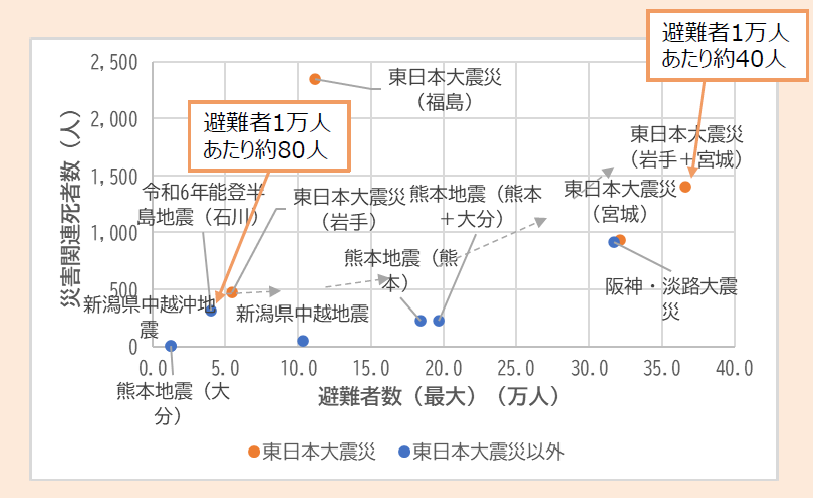 避難者1万人
あたり約40人
避難者1万人
あたり約80人
災害関連死者数（人）
2,500
2,000
1,500
1,000
500
0
東日本大震災
（福島）
東日本大震災
（岩手＋宮城）
東日本大震災
（宮城）
令和6年能登半
島地震（石川）
東日本大震災
（岩手）
熊本地震（熊本
＋大分）
熊本地震（熊
本）
阪神・淡路大震
災
新潟県中越沖地
震
新潟県中越地震
熊本地震（大
分）
0.0
5.0
10.0
15.0
20.0
25.0
30.0
35.0
40.0
避難者数（最大）（万人）
東日本大震災
東日本大震災以外